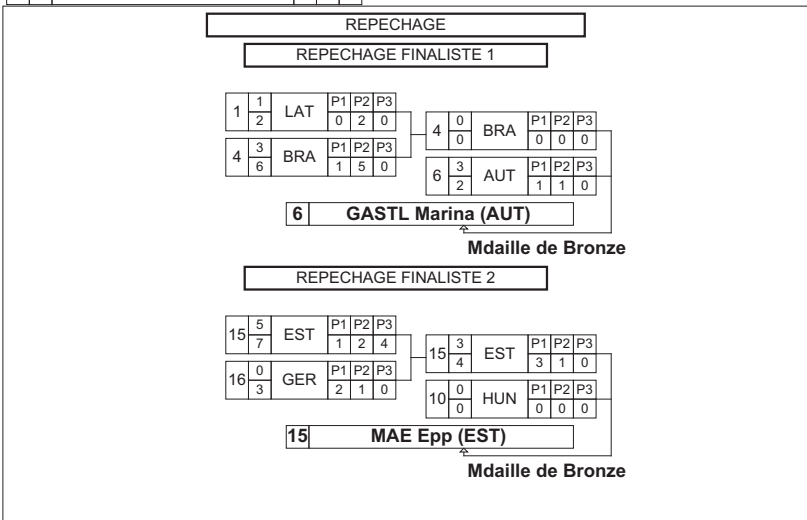 REPECHAGE
REPECHAGE FINALISTE 1
1 1 LAT P1 P2 P3
2 0 2 0
4 3 BRA P1 P2 P3
6 1 5 0
4 0 BRA P1 P2 P3
0 0 0 0
6 3 AUT P1 P2 P3
2 1 1 0
6 GASTL Marina (AUT)
Mdaille de Bronze
REPECHAGE FINALISTE 2
15 5 EST P1 P2 P3
7 1 2 4
16 0 GER P1 P2 P3
3 2 1 0
15 3 EST P1 P2 P3
4 3 1 0
10 0 HUN P1 P2 P3
0 0 0 0
15 MAE Epp (EST)
Mdaille de Bronze